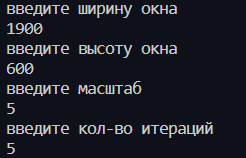 введите ширину окна
1900
введите высоту окна
600
введите масштаб
5
введите кол-во итераций
5